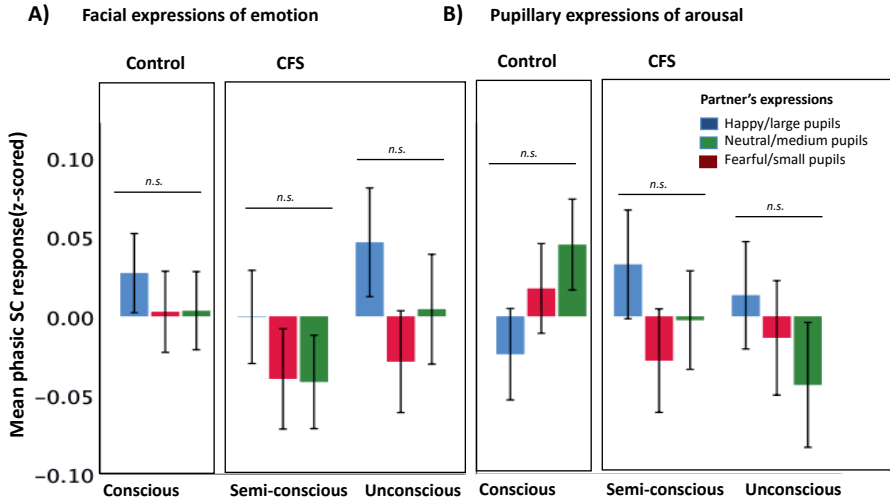 A) Facial expressions of emotion
B) Pupillary expressions of arousal
Control
CFS
Control
CFS
Partner's expressions
Happy/large pupils
Neutral/medium pupils
Fearful/small pupils
Mean phasic SC response(z-scored)
0.10
0.05
0.00
−0.05
−0.10
n.s.
n.s.
n.s.
n.s.
n.s.
n.s.
Conscious
Semi-conscious
Unconscious
Conscious
Semi-conscious
Unconscious